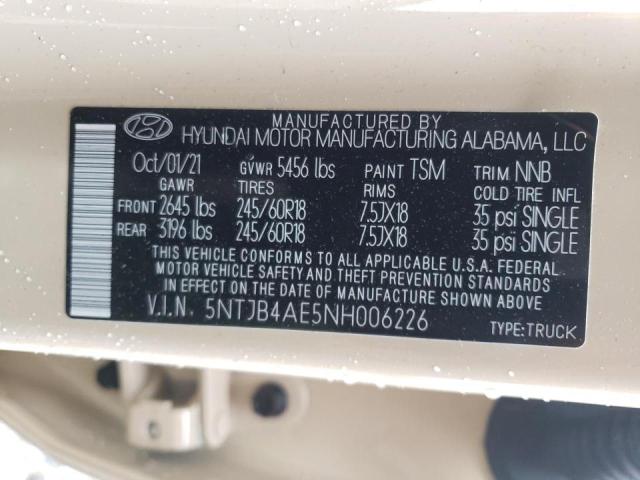 MANUFACTURED BY
HYUNDAI MOTOR MANUFACTURING ALABAMA, LLC
Oct/01/21 GVWR 5456 lbs PAINT TSM TRIM NNB
GAWR TIRES RIMS COLD TIRE INFL
FRONT 2645 lbs 245/60R18 7.5JX18 35 psi SINGLE
REAR 3196 lbs 245/60R18 7.5JX18 35 psi SINGLE
THIS VEHICLE CONFORMS TO ALL APPLICABLE U.S.A. FEDERAL
MOTOR VEHICLE SAFETY AND THEFT PREVENTION STANDARDS
IN EFFECT ON THE DATE OF MANUFACTURE SHOWN ABOVE.
V.I.N. 5NTJB4AE5NH006226 TYPE:TRUCK